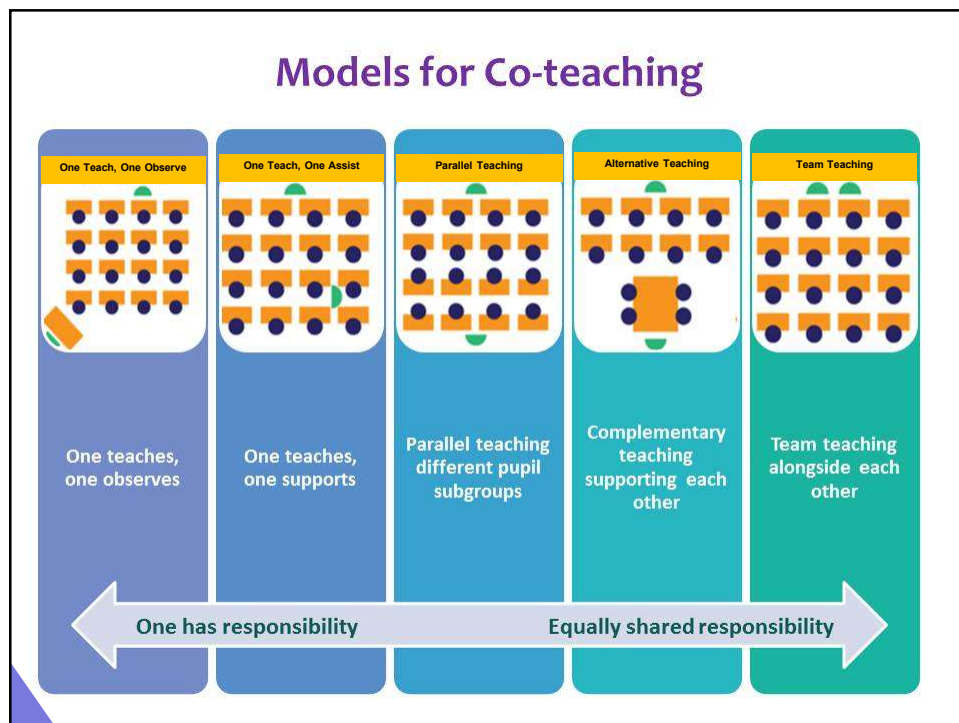 Models for Co-teaching
One Teach, One Observe
One Teach, One Assist
Parallel Teaching
Alternative Teaching
Team Teaching
One teaches,
one observes
One teaches,
one supports
Parallel teaching
different pupil
subgroups
Complementary
teaching
supporting each
other
Team teaching
alongside each
other
One has responsibility
Equally shared responsibility